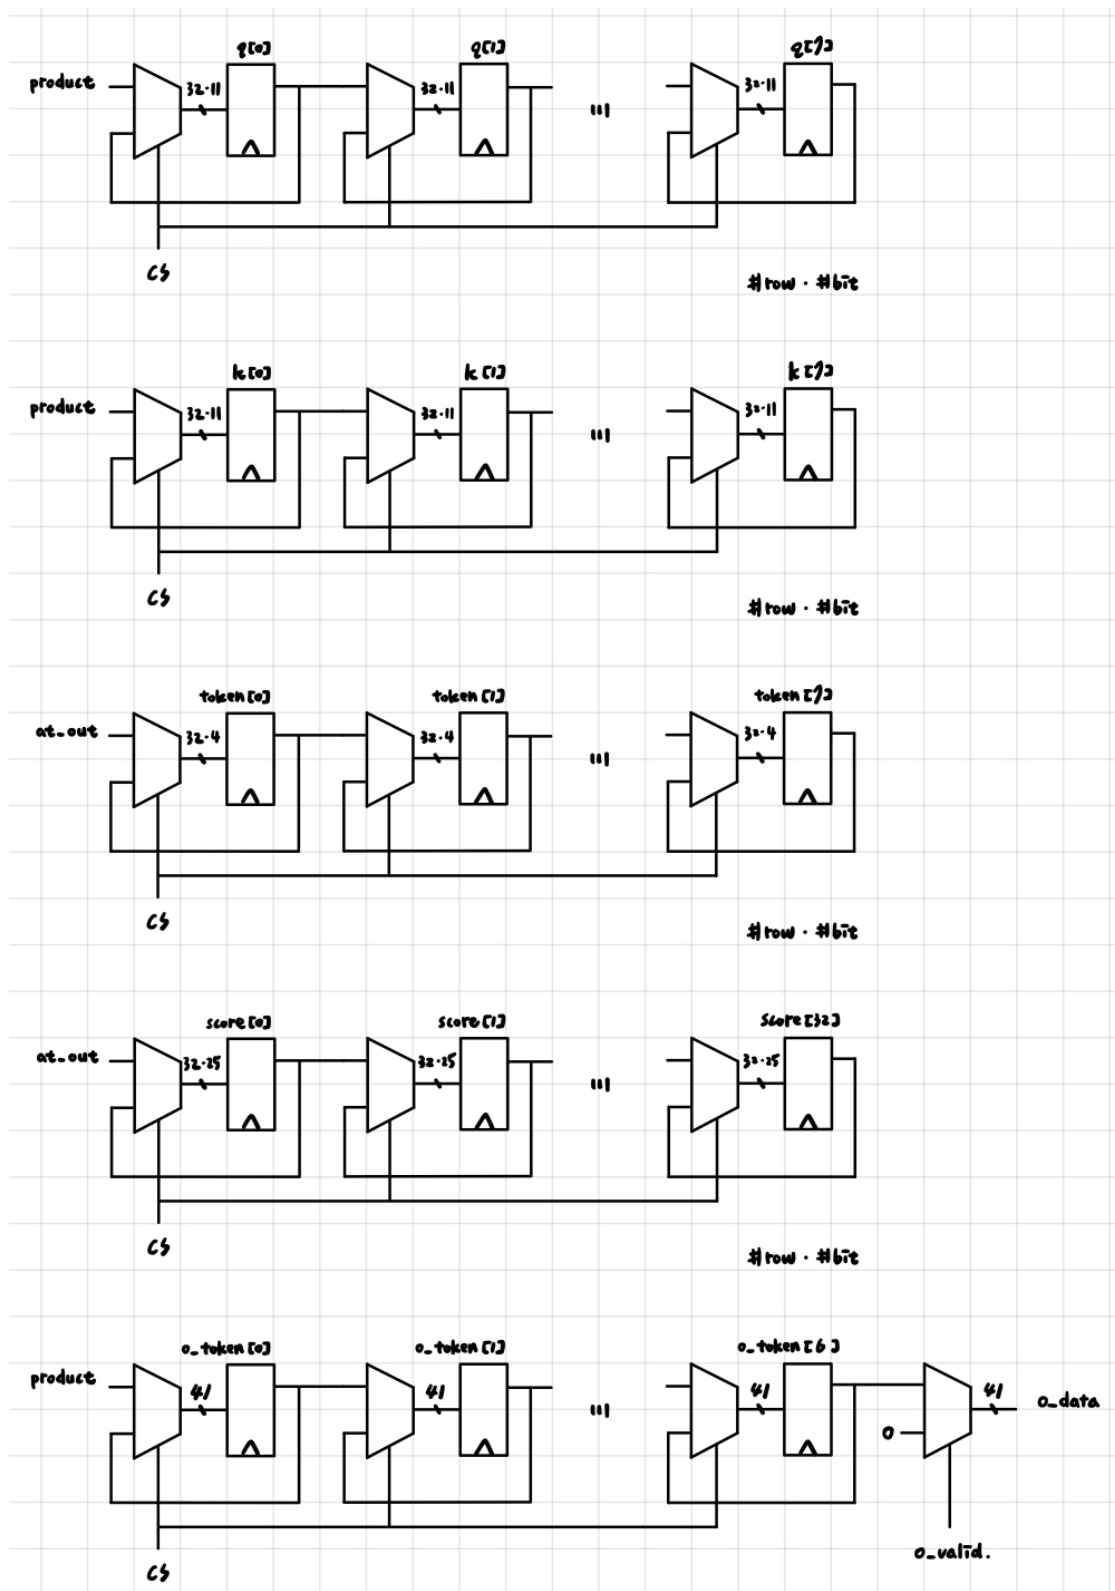 q[0] q[1] q[7]
product 32·11 32·11 32·11
CS
#row · #bit
k[0] k[1] k[7]
product 32·11 32·11 32·11
CS
#row · #bit
token[0] token[1] token[7]
at_out 32·4 32·4 32·4
CS
#row · #bit
score[0] score[1] score[32]
at_out 32·25 32·25 32·25
CS
#row · #bit
o_token[0] o_token[1] o_token[6]
product 41 41 41 41 o_data
0
o_valid.
CS